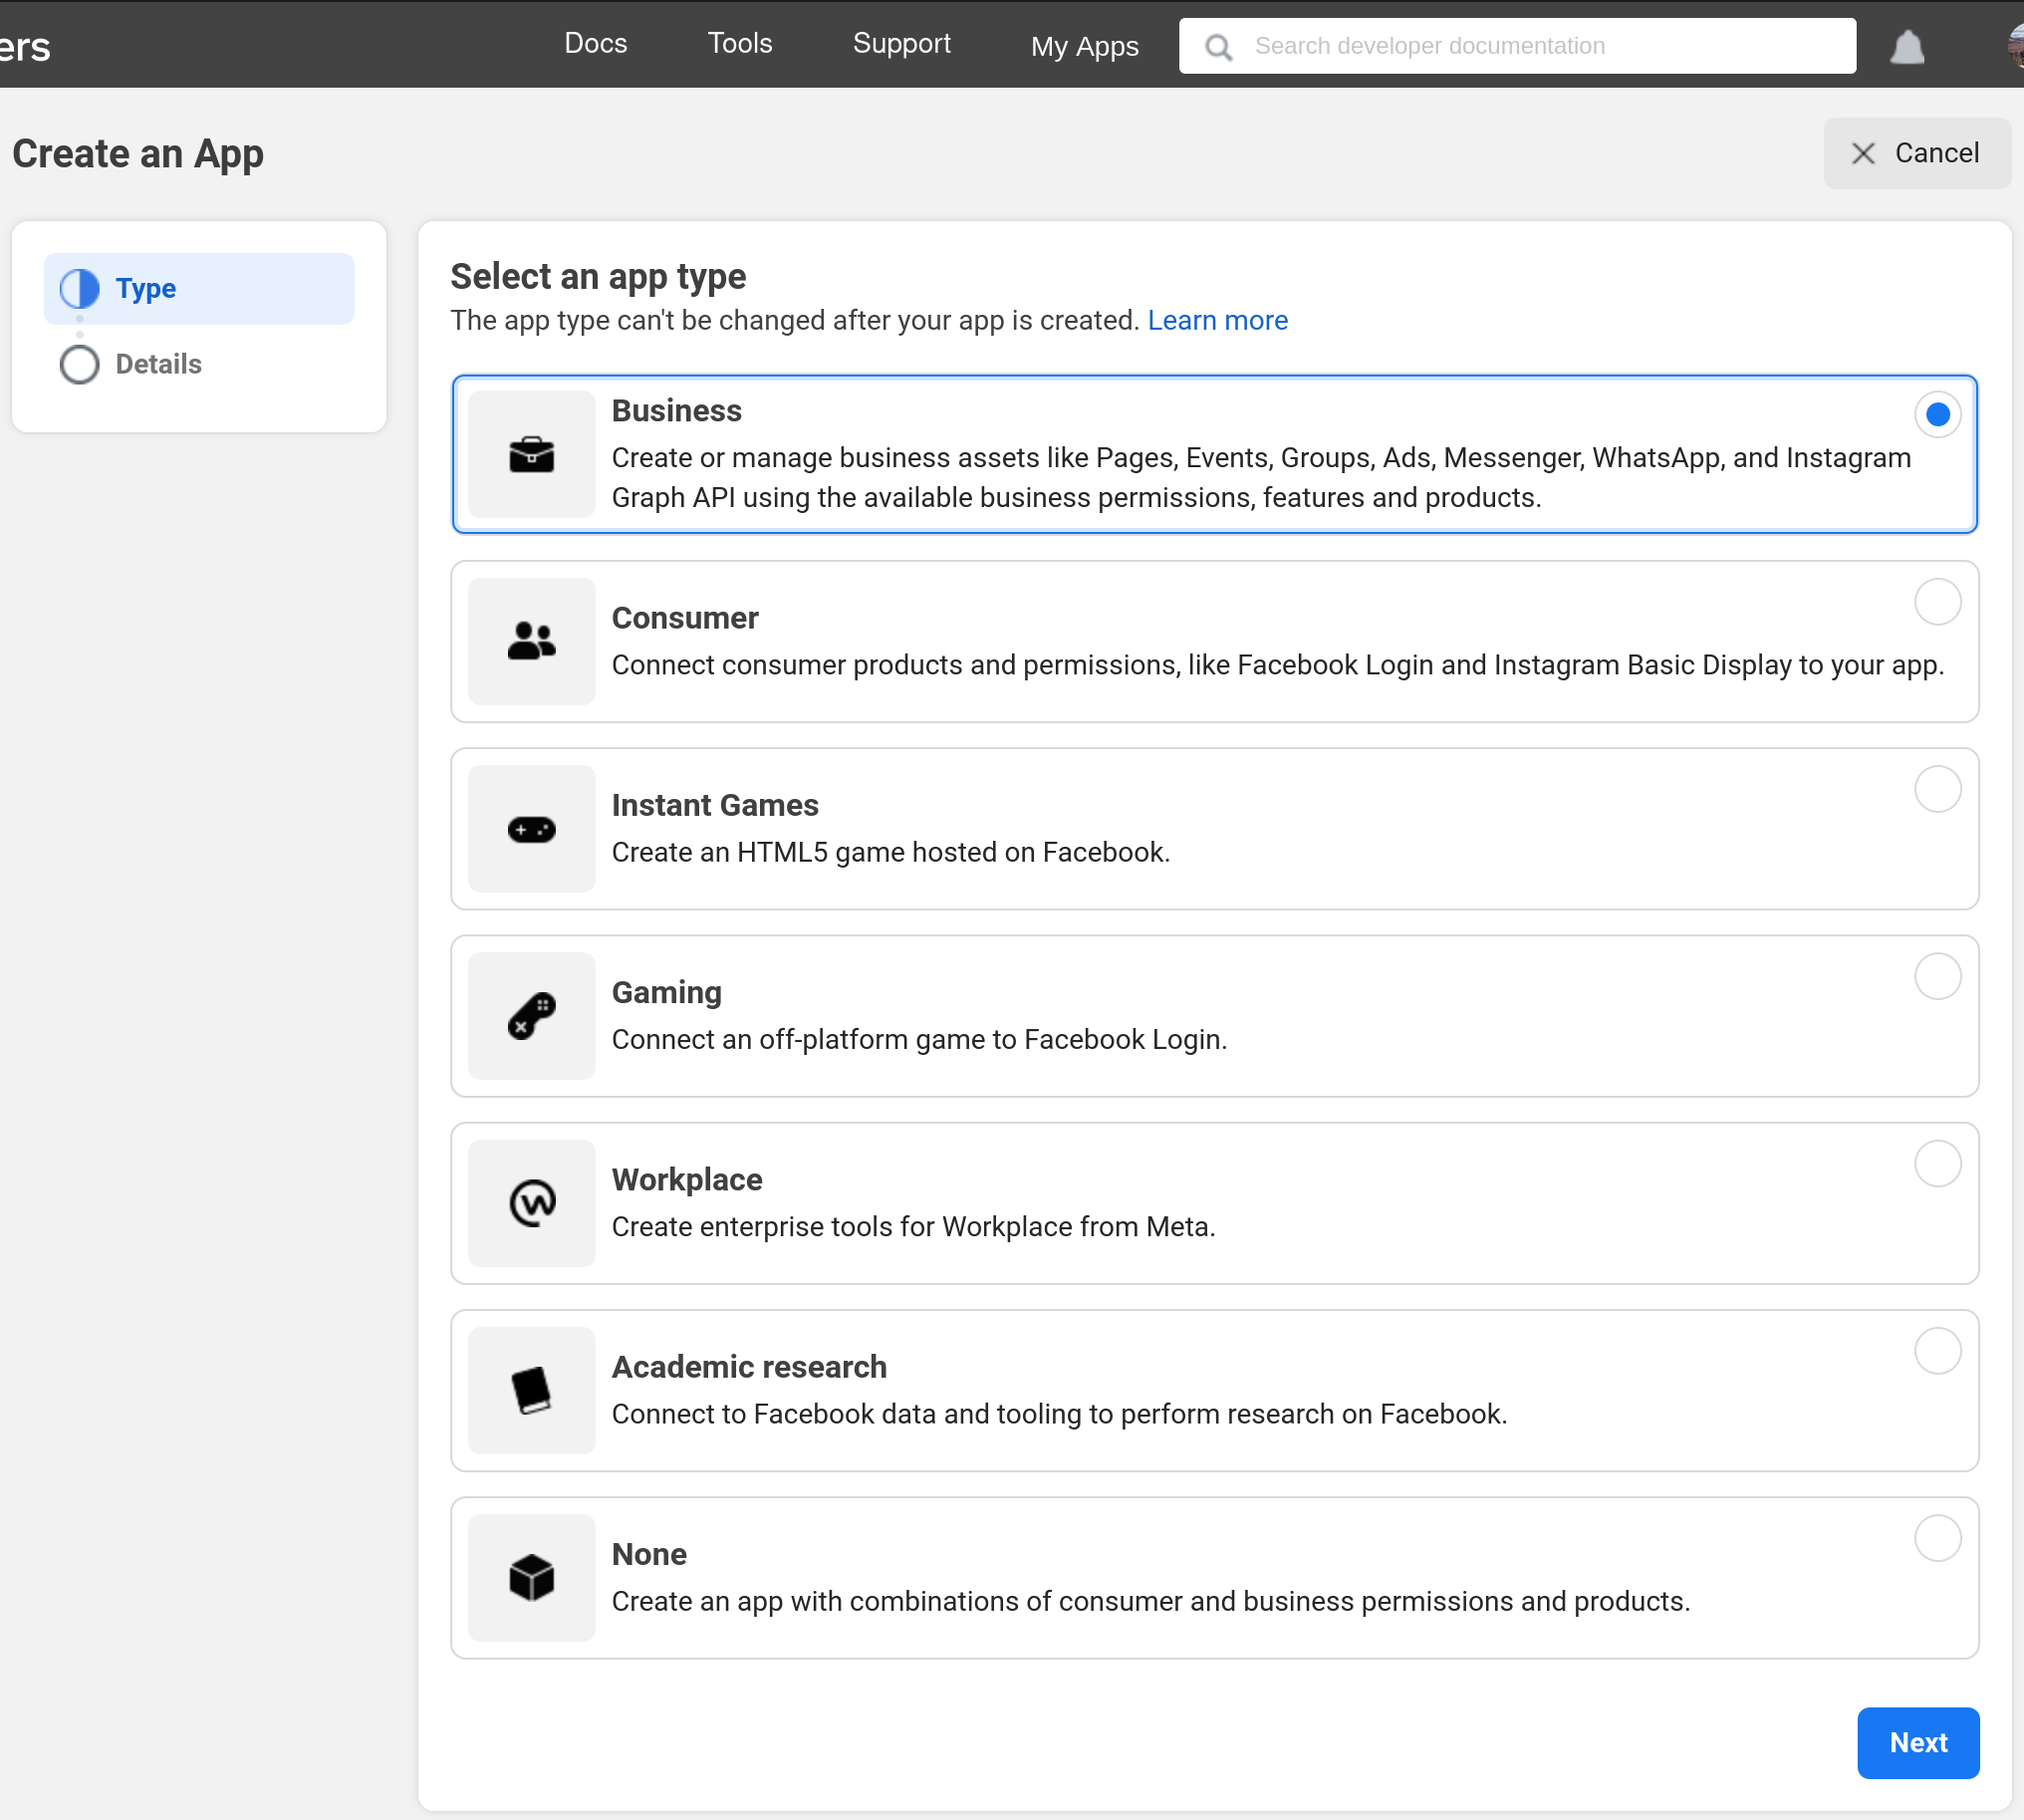 ers
Docs
Tools
Support
My Apps
Search developer documentation
Create an App
Cancel
Type
Details
Select an app type
The app type can't be changed after your app is created. Learn more
Business
Create or manage business assets like Pages, Events, Groups, Ads, Messenger, WhatsApp, and Instagram
Graph API using the available business permissions, features and products.
Consumer
Connect consumer products and permissions, like Facebook Login and Instagram Basic Display to your app.
Instant Games
Create an HTML5 game hosted on Facebook.
Gaming
Connect an off-platform game to Facebook Login.
Workplace
Create enterprise tools for Workplace from Meta.
Academic research
Connect to Facebook data and tooling to perform research on Facebook.
None
Create an app with combinations of consumer and business permissions and products.
Next